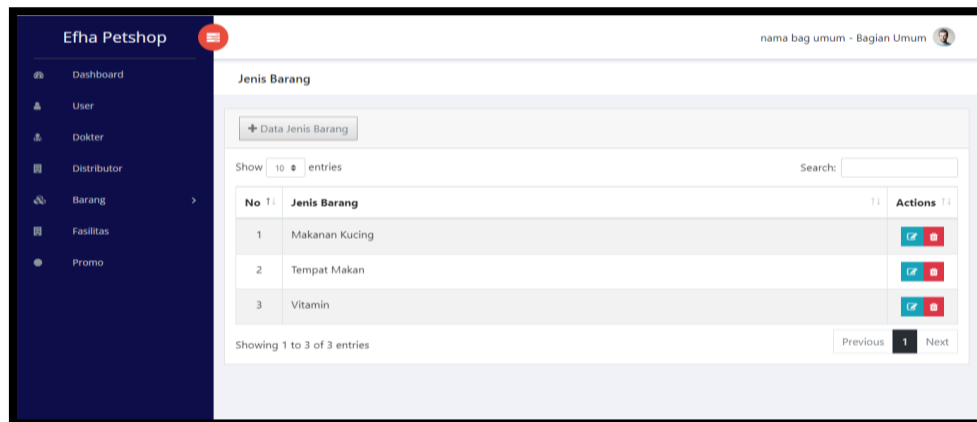 Efha Petshop
nama bag umum - Bagian Umum
Dashboard
User
Dokter
Distributor
Barang
Fasilitas
Promo
Jenis Barang
Data Jenis Barang
Show 10 entries
Search:
No Jenis Barang Actions
1 Makanan Kucing
2 Tempat Makan
3 Vitamin
Showing 1 to 3 of 3 entries
Previous 1 Next